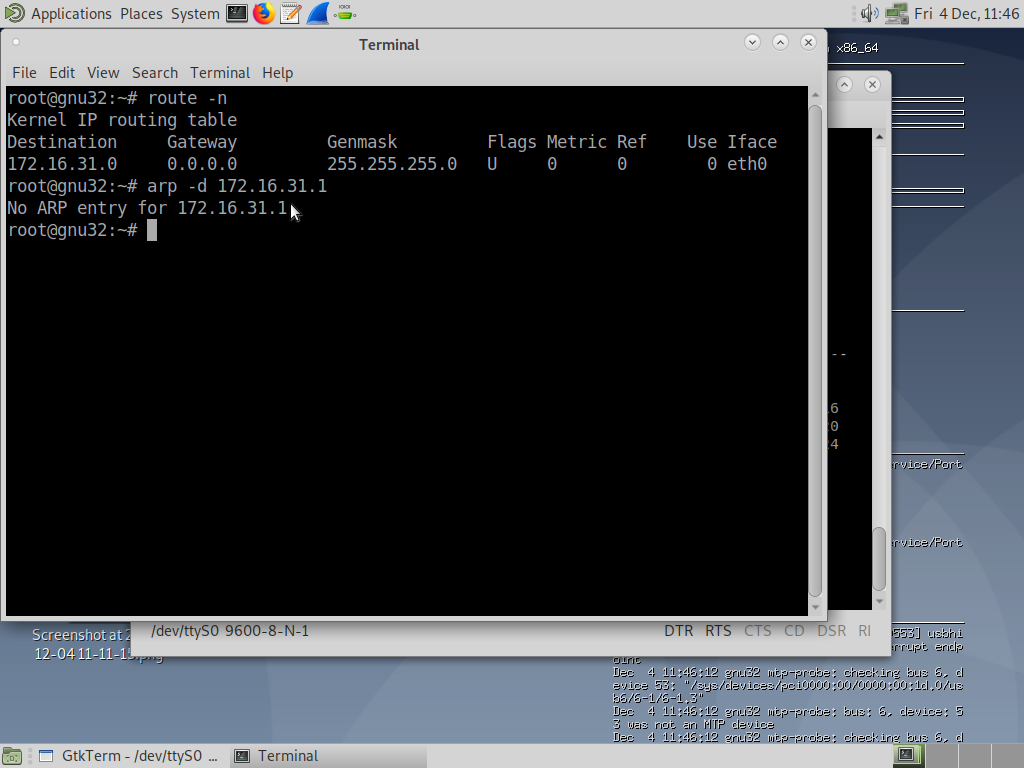 Applications Places System Fri 4 Dec, 11:46
x86_64
Terminal
File Edit View Search Terminal Help
root@gnu32:~# route -n
Kernel IP routing table
Destination Gateway Genmask Flags Metric Ref Use Iface
172.16.31.0 0.0.0.0 255.255.255.0 U 0 0 0 eth0
root@gnu32:~# arp -d 172.16.31.1
No ARP entry for 172.16.31.1
root@gnu32:~#
--
6
20
24
rvice/Port
rvice/Port
/dev/ttyS0 9600-8-N-1 DTR RTS CTS CD DSR RI
Screenshot at 2
12-04 11-11-15.png
553] usbhi
rrupt endp
oint
Dec 4 11:46:12 gnu32 mtp-probe: checking bus 6, d
evice 53: "/sys/devices/pci0000:00/0000:00:1d.0/us
b6/6-1/6-1.3"
Dec 4 11:46:12 gnu32 mtp-probe: bus: 6, device: 5
3 was not an MTP device
Dec 4 11:46:12 gnu32 mtp-probe: checking bus 6, d
GtkTerm - /dev/ttyS0 ... Terminal